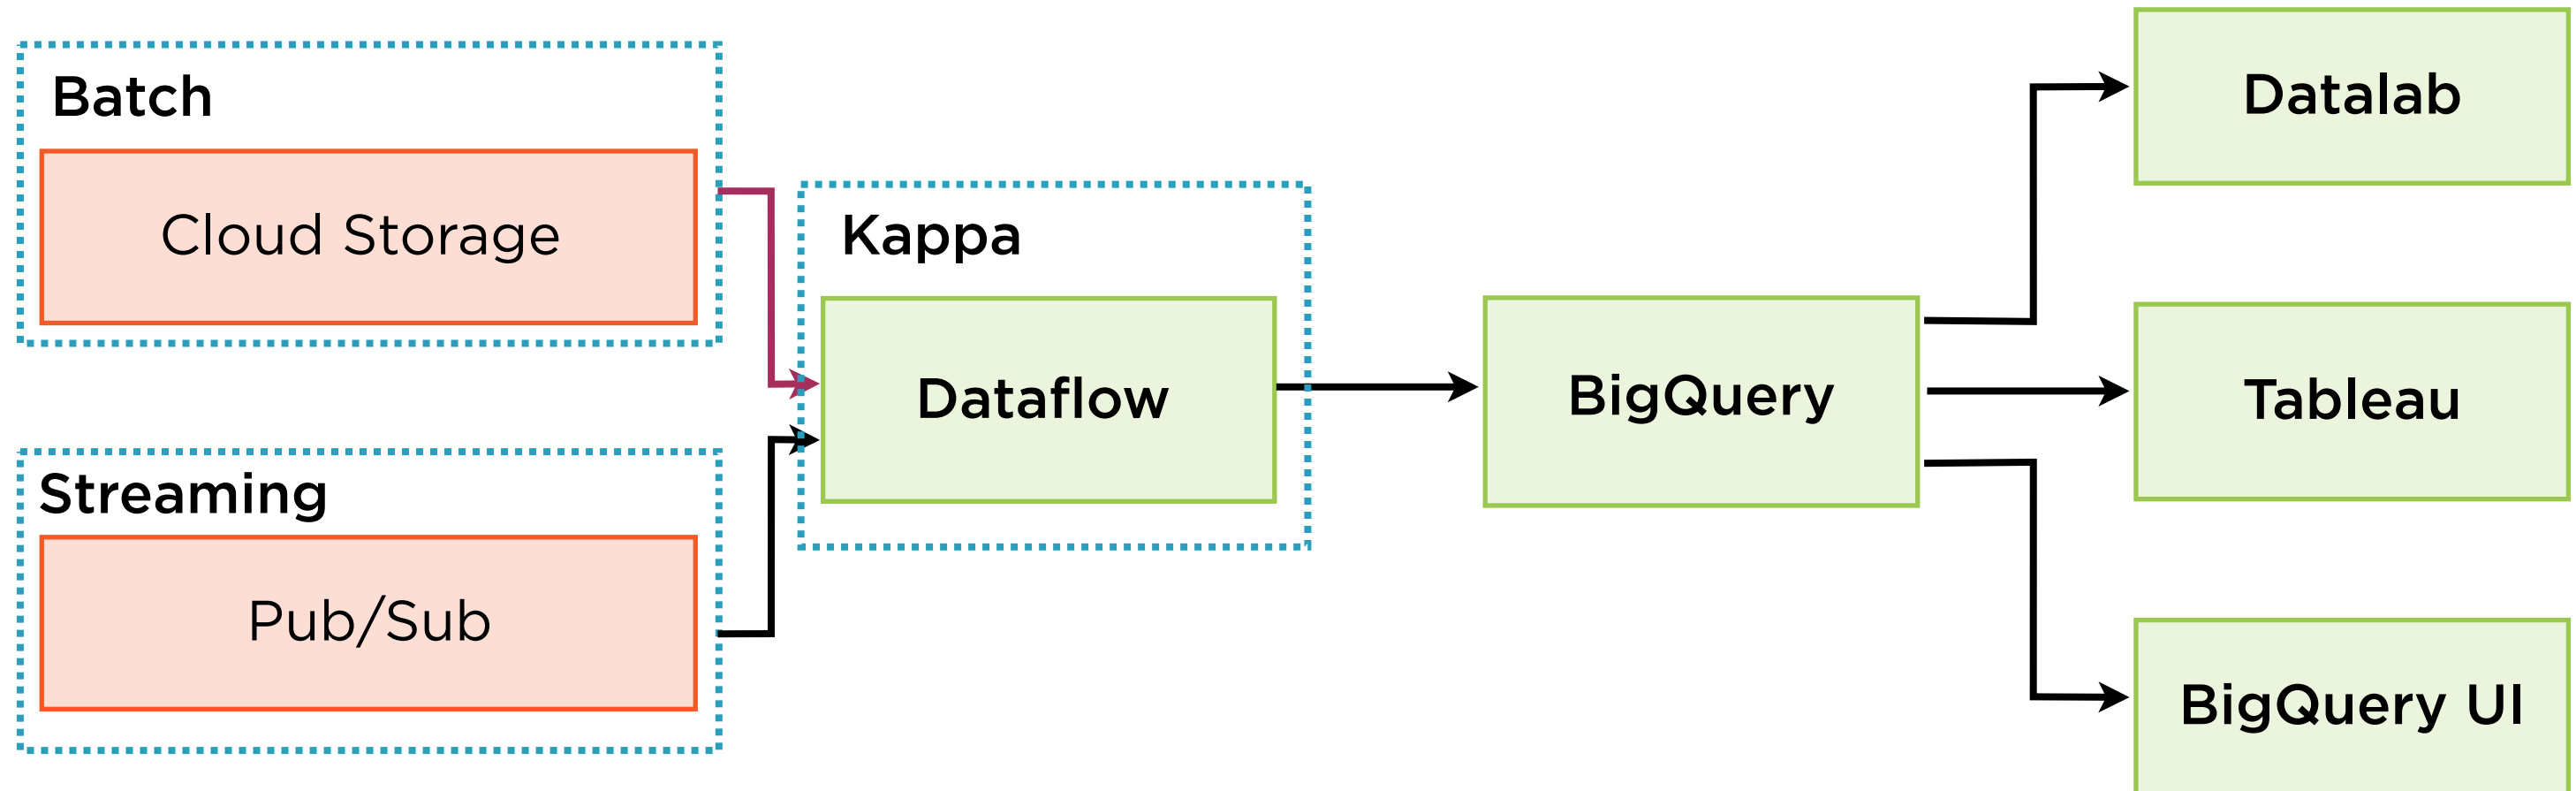 Batch
Cloud Storage
Streaming
Pub/Sub
Kappa
Dataflow
BigQuery
Datalab
Tableau
BigQuery UI